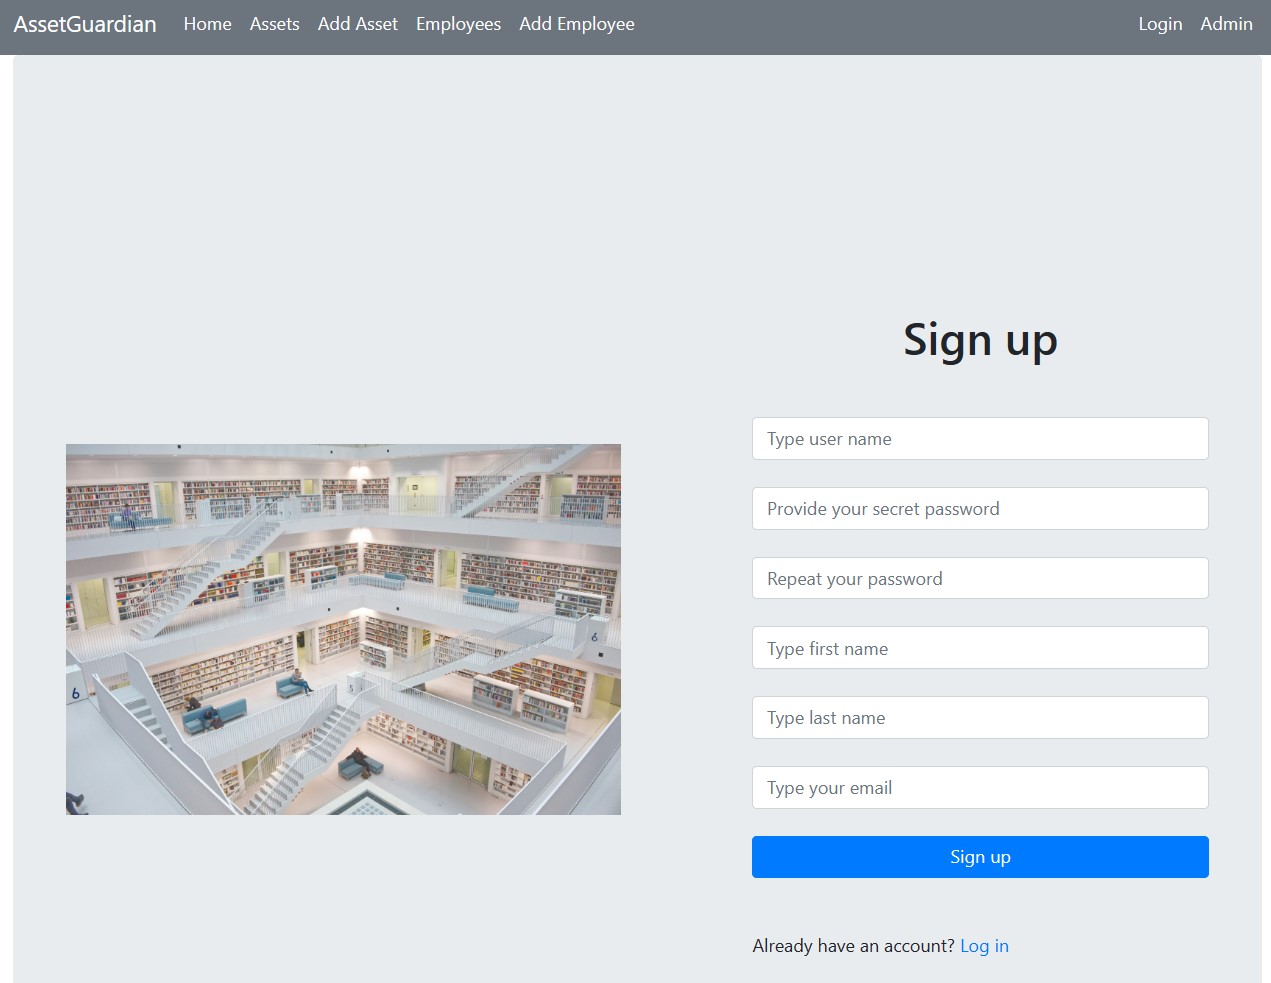 AssetGuardian Home Assets Add Asset Employees Add Employee Login Admin
Sign up
Type user name
Provide your secret password
Repeat your password
Type first name
6
6
Type last name
Type your email
Sign up
Already have an account? Log in